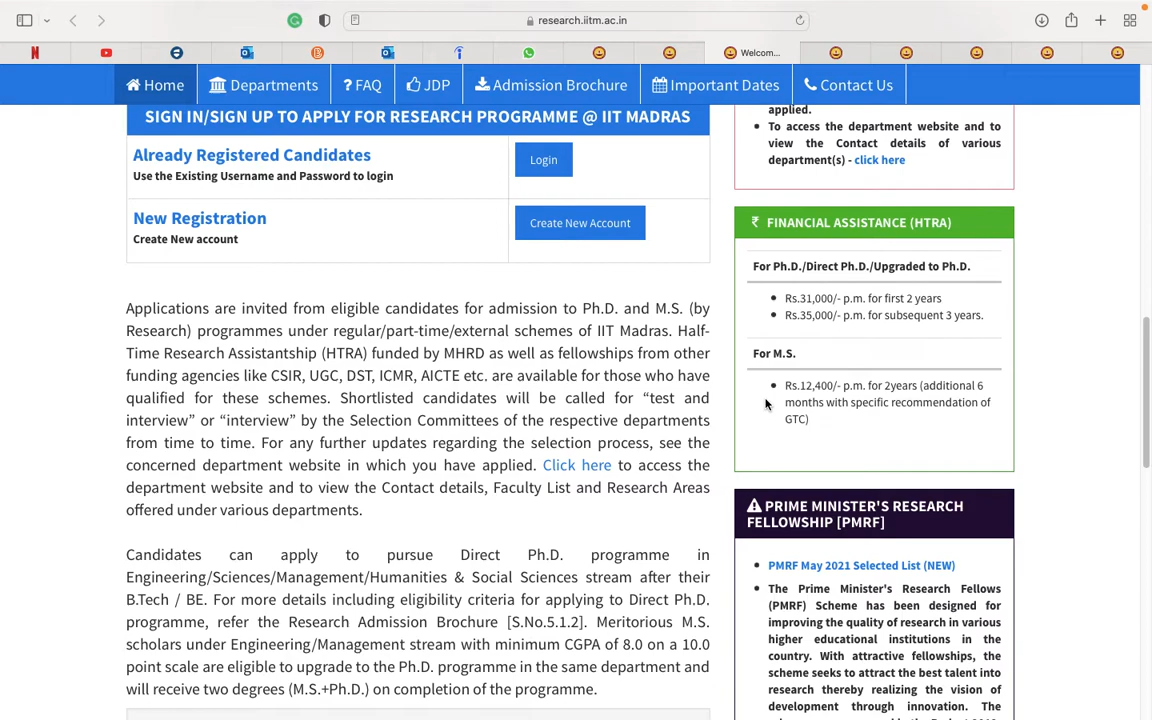 research.iitm.ac.in
Welcom...
Home
Departments
? FAQ
JDP
Admission Brochure
Important Dates
Contact Us
SIGN IN/SIGN UP TO APPLY FOR RESEARCH PROGRAMME @ IIT MADRAS
Already Registered Candidates
Use the Existing Username and Password to login
Login
New Registration
Create New account
Create New Account
Applications are invited from eligible candidates for admission to Ph.D. and M.S. (by
Research) programmes under regular/part-time/external schemes of IIT Madras. Half-
Time Research Assistantship (HTRA) funded by MHRD as well as fellowships from other
funding agencies like CSIR, UGC, DST, ICMR, AICTE etc. are available for those who have
qualified for these schemes. Shortlisted candidates will be called for “test and
interview” or “interview” by the Selection Committees of the respective departments
from time to time. For any further updates regarding the selection process, see the
concerned department website in which you have applied. Click here to access the
department website and to view the Contact details, Faculty List and Research Areas
offered under various departments.
Candidates can apply to pursue Direct Ph.D. programme in
Engineering/Sciences/Management/Humanities & Social Sciences stream after their
B.Tech / BE. For more details including eligibility criteria for applying to Direct Ph.D.
programme, refer the Research Admission Brochure [S.No.5.1.2]. Meritorious M.S.
scholars under Engineering/Management stream with minimum CGPA of 8.0 on a 10.0
point scale are eligible to upgrade to the Ph.D. programme in the same department and
will receive two degrees (M.S.+Ph.D.) on completion of the programme.
applied.
To access the department website and to
view the Contact details of various
department(s) - click here
₹ FINANCIAL ASSISTANCE (HTRA)
For Ph.D./Direct Ph.D./Upgraded to Ph.D.
Rs.31,000/- p.m. for first 2 years
Rs.35,000/- p.m. for subsequent 3 years.
For M.S.
Rs.12,400/- p.m. for 2years (additional 6
months with specific recommendation of
GTC)
PRIME MINISTER'S RESEARCH
FELLOWSHIP [PMRF]
PMRF May 2021 Selected List (NEW)
The Prime Minister's Research Fellows
(PMRF) Scheme has been designed for
improving the quality of research in various
higher educational institutions in the
country. With attractive fellowships, the
scheme seeks to attract the best talent into
research thereby realizing the vision of
development through innovation. The